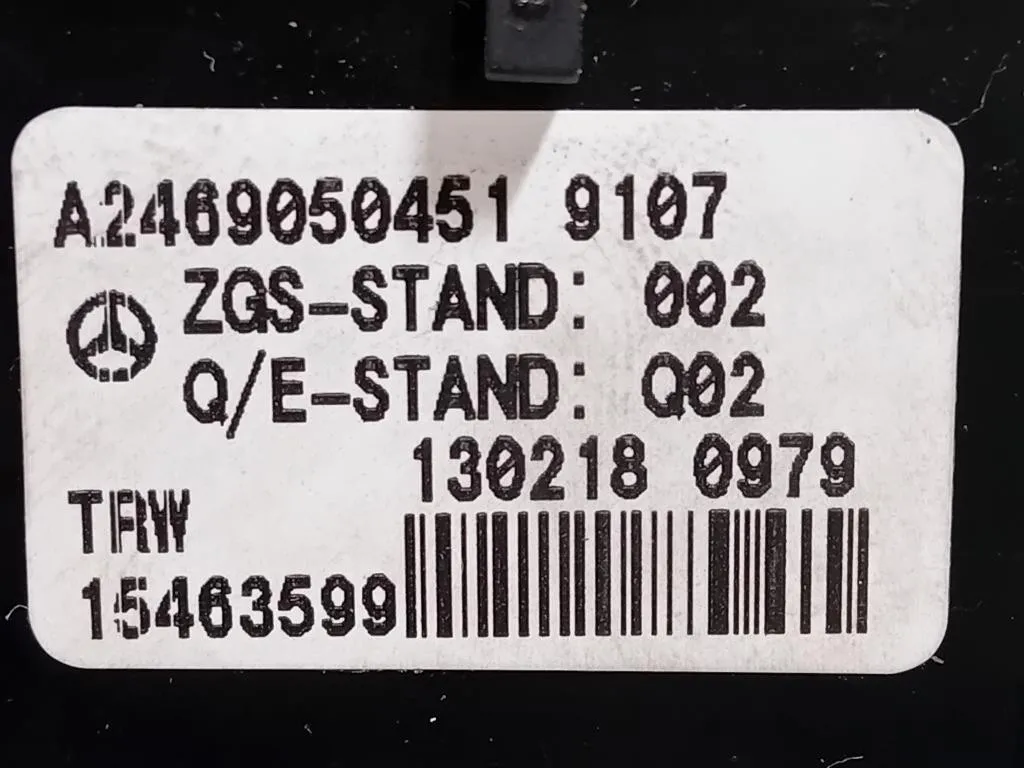 A2469050451 9107
ZGS-STAND: 002
Q/E-STAND: Q02
130218 0979
TRW
15463599